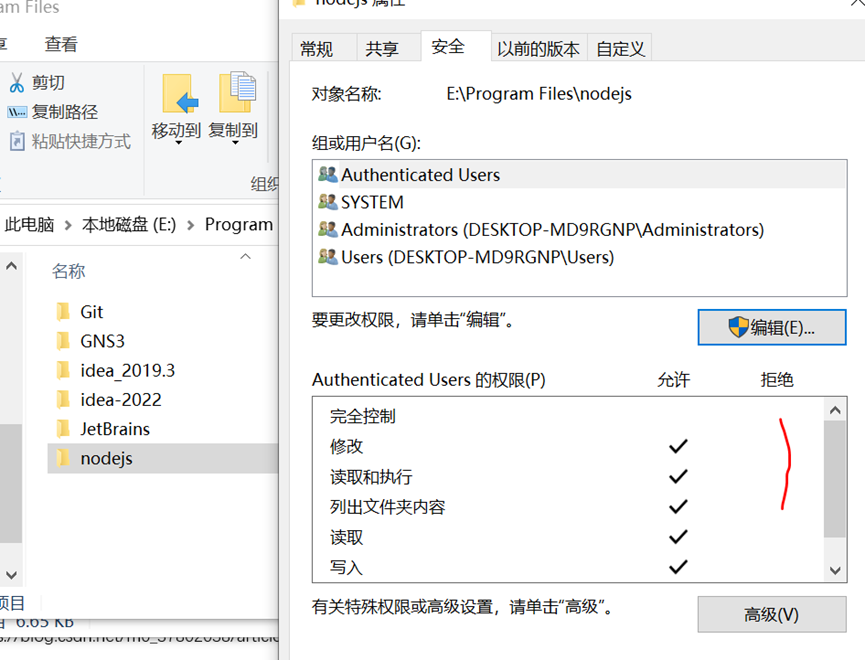 am Files
查看
剪切
复制路径
粘贴快捷方式
移动到
复制到
组织
此电脑 > 本地磁盘 (E:) > Program
名称
Git
GNS3
idea_2019.3
idea-2022
JetBrains
nodejs
项目
6.65 KB
nodejs 属性
常规
共享
安全
以前的版本
自定义
对象名称:
E:\Program Files\nodejs
组或用户名(G):
Authenticated Users
SYSTEM
Administrators (DESKTOP-MD9RGNP\Administrators)
Users (DESKTOP-MD9RGNP\Users)
要更改权限，请单击“编辑”。
编辑(E)...
Authenticated Users 的权限(P)
允许
拒绝
完全控制
修改
读取和执行
列出文件夹内容
读取
写入
有关特殊权限或高级设置，请单击“高级”。
高级(V)